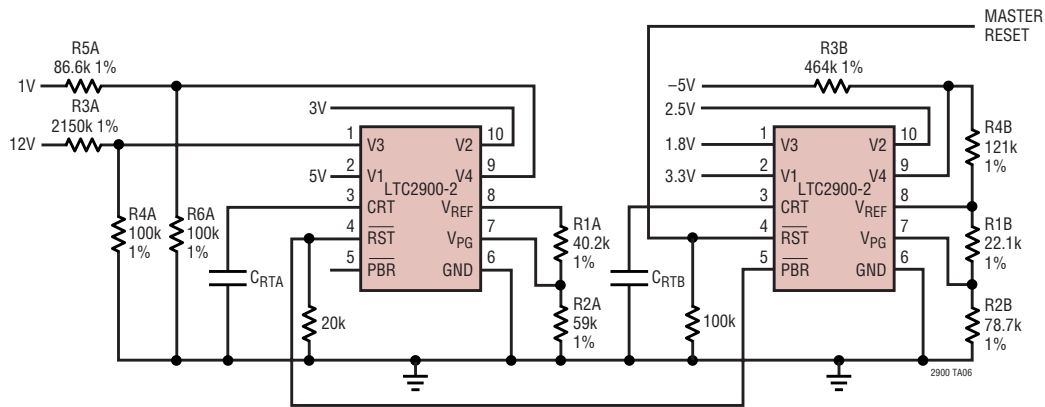 MASTER
RESET
R5A
86.6k 1%
1V
R3A
2150k 1%
12V
3V
5V
1
2
3
4
5
10
9
8
7
6
V3
V1
CRT
RST
PBR
LTC2900-2
V2
V4
VREF
VPG
GND
R4A
100k
1%
R6A
100k
1%
CRTA
20k
R1A
40.2k
1%
R2A
59k
1%
R3B
464k 1%
–5V
2.5V
1.8V
3.3V
1
2
3
4
5
10
9
8
7
6
V3
V1
CRT
RST
PBR
LTC2900-2
V2
V4
VREF
VPG
GND
CRTB
100k
R4B
121k
1%
R1B
22.1k
1%
R2B
78.7k
1%
2900 TA06